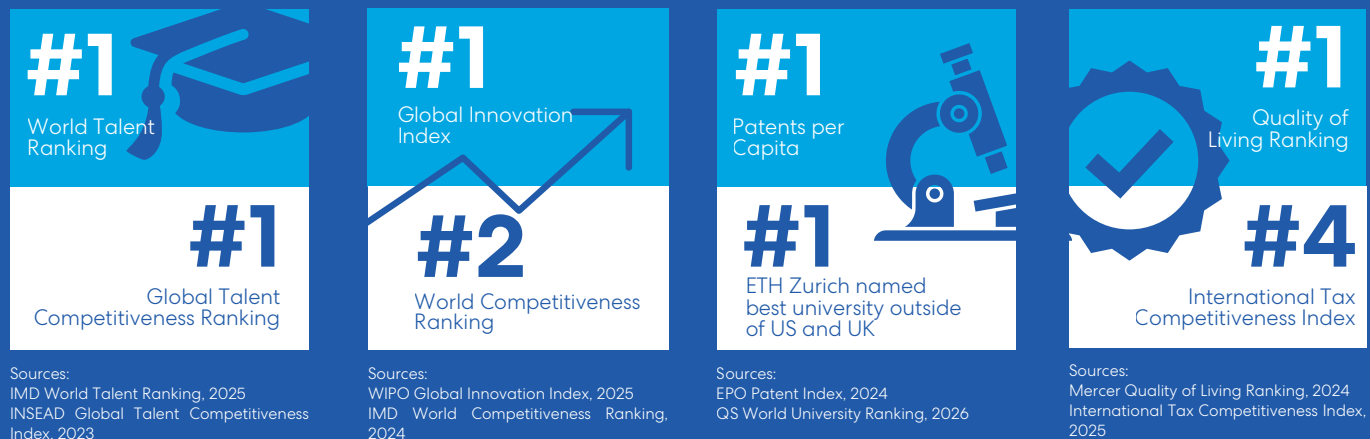 #1
World Talent
Ranking
#1
Global Talent
Competitiveness Ranking
Sources:
IMD World Talent Ranking, 2025
INSEAD Global Talent Competitiveness
Index, 2023
#1
Global Innovation
Index
#2
World Competitiveness
Ranking
Sources:
WIPO Global Innovation Index, 2025
IMD World Competitiveness Ranking,
2024
#1
Patents per
Capita
#1
ETH Zurich named
best university outside
of US and UK
Sources:
EPO Patent Index, 2024
QS World University Ranking, 2026
#1
Quality of
Living Ranking
#4
International Tax
Competitiveness Index
Sources:
Mercer Quality of Living Ranking, 2024
International Tax Competitiveness Index,
2025